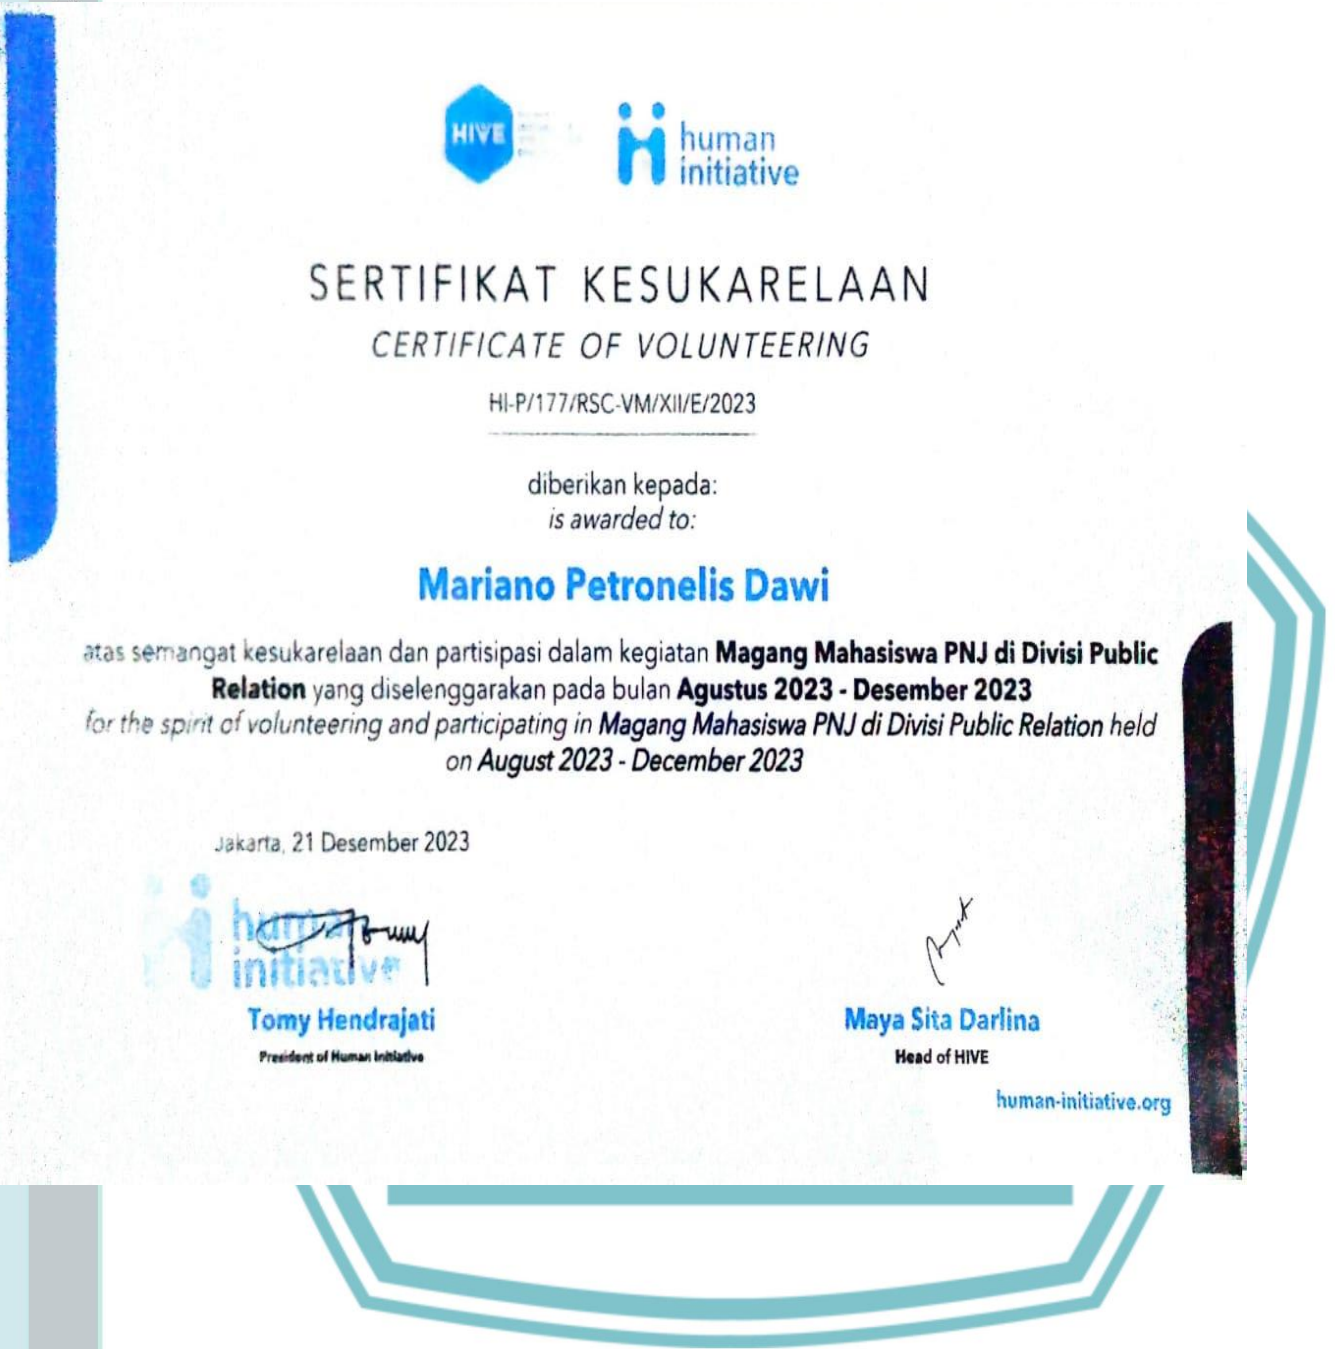 HIVE
human
initiative
SERTIFIKAT KESUKARELAAN
CERTIFICATE OF VOLUNTEERING
HI-P/177/RSC-VM/XII/E/2023
diberikan kepada:
is awarded to:
Mariano Petronelis Dawi
atas semangat kesukarelaan dan partisipasi dalam kegiatan Magang Mahasiswa PNJ di Divisi Public
Relation yang diselenggarakan pada bulan Agustus 2023 - Desember 2023
for the spirit of volunteering and participating in Magang Mahasiswa PNJ di Divisi Public Relation held
on August 2023 - December 2023
Jakarta, 21 Desember 2023
human
initiative
Tomy Hendrajati
President of Human Initiative
Maya Sita Darlina
Head of HIVE
human-initiative.org